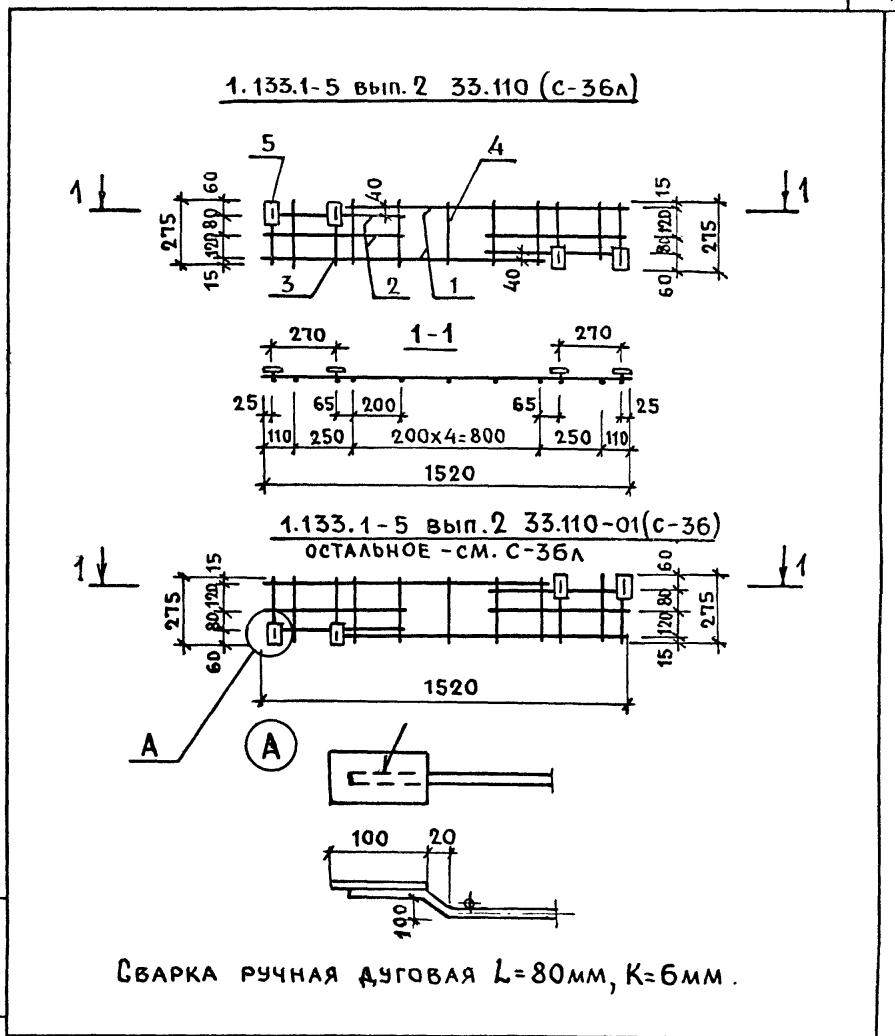 1.133.1-5 вып.2 33.110 (С-36л)
5 4
1 1
60 80 120 15 275
40
15 120 80 60 275
40
3 2 1
1-1
270 270
25 65 200 65 25
110 250 200х4=800 250 110
1520
1.133.1-5 вып.2 33.110-01(С-36)
ОСТАЛЬНОЕ -СМ. С-36Л
1 1
15 120 80 60 275
60 80 120 15 275
1520
А А
100 20
100
СВАРКА РУЧНАЯ ДУГОВАЯ L=80ММ, К=6ММ.